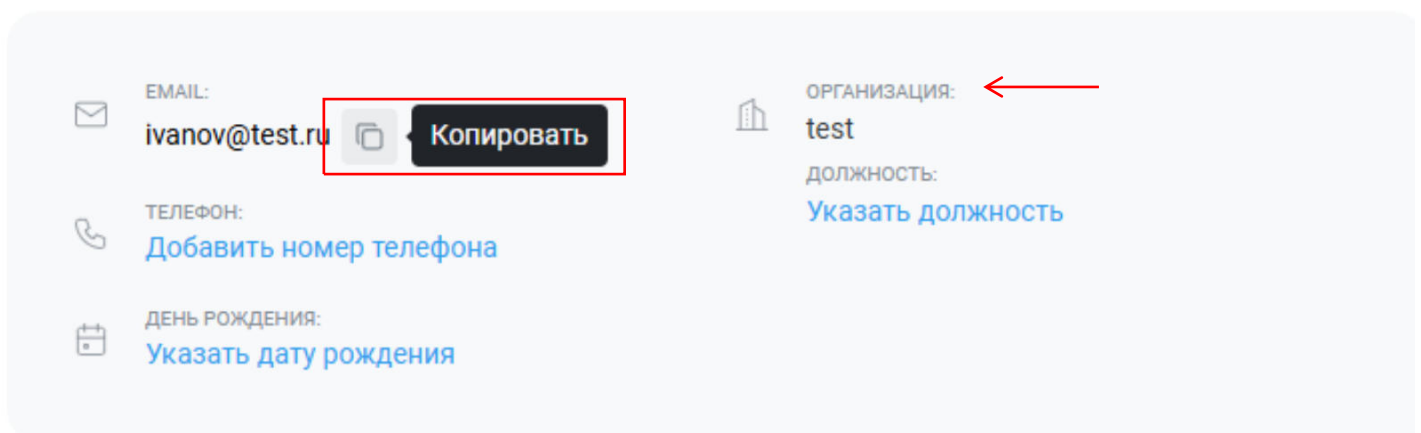 EMAIL:
ivanov@test.ru
Копировать
ТЕЛЕФОН:
Добавить номер телефона
ДЕНЬ РОЖДЕНИЯ:
Указать дату рождения
ОРГАНИЗАЦИЯ:
test
ДОЛЖНОСТЬ:
Указать должность